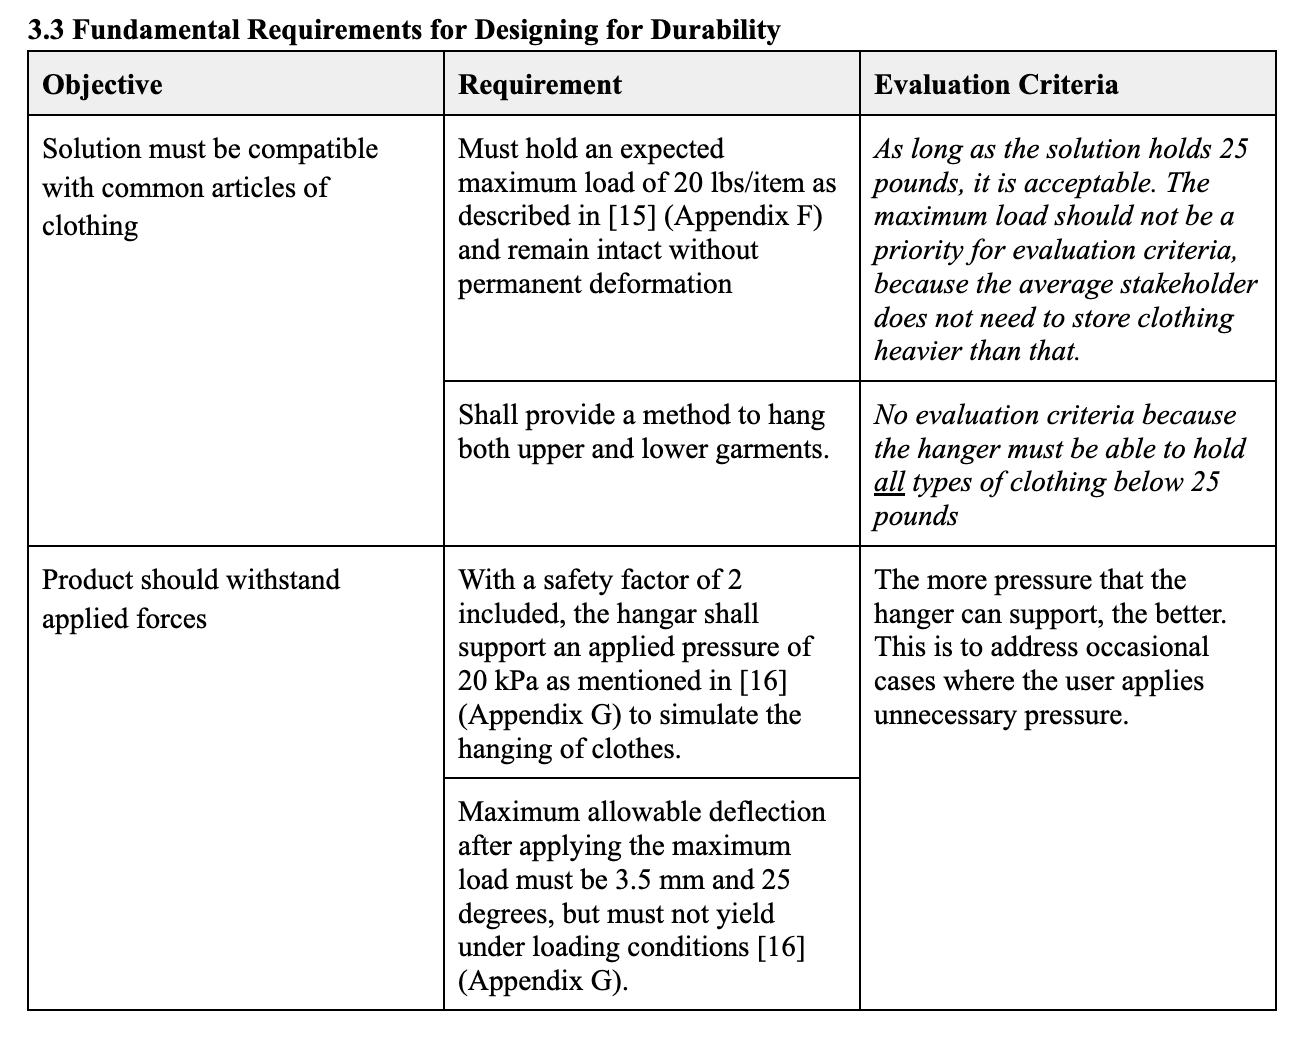 3.3 Fundamental Requirements for Designing for Durability
Objective
Requirement
Evaluation Criteria
Solution must be compatible
with common articles of
clothing
Must hold an expected
maximum load of 20 lbs/item as
described in [15] (Appendix F)
and remain intact without
permanent deformation
As long as the solution holds 25
pounds, it is acceptable. The
maximum load should not be a
priority for evaluation criteria,
because the average stakeholder
does not need to store clothing
heavier than that.
Shall provide a method to hang
both upper and lower garments.
No evaluation criteria because
the hanger must be able to hold
all types of clothing below 25
pounds
Product should withstand
applied forces
With a safety factor of 2
included, the hangar shall
support an applied pressure of
20 kPa as mentioned in [16]
(Appendix G) to simulate the
hanging of clothes.
The more pressure that the
hanger can support, the better.
This is to address occasional
cases where the user applies
unnecessary pressure.
Maximum allowable deflection
after applying the maximum
load must be 3.5 mm and 25
degrees, but must not yield
under loading conditions [16]
(Appendix G).